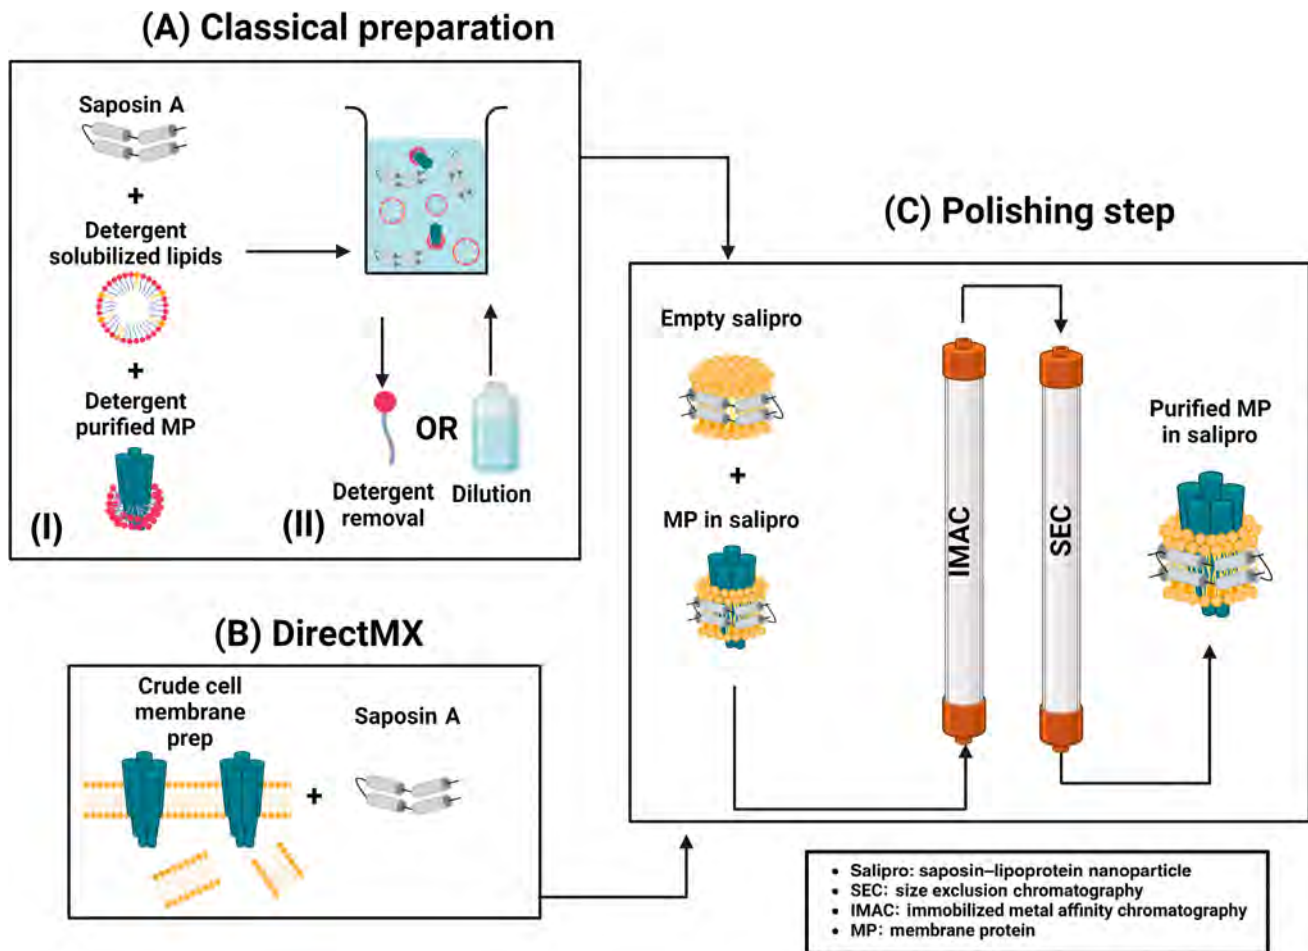 (A) Classical preparation
Saposin A
+
Detergent
solubilized lipids
+
Detergent
purified MP
(I)
(II)
Detergent
removal
OR
Dilution
(B) DirectMX
Crude cell
membrane
prep
+
Saposin A
(C) Polishing step
Empty salipro
+
MP in salipro
IMAC
SEC
Purified MP
in salipro
• Salipro: saposin–lipoprotein nanoparticle
• SEC: size exclusion chromatography
• IMAC: immobilized metal affinity chromatography
• MP: membrane protein